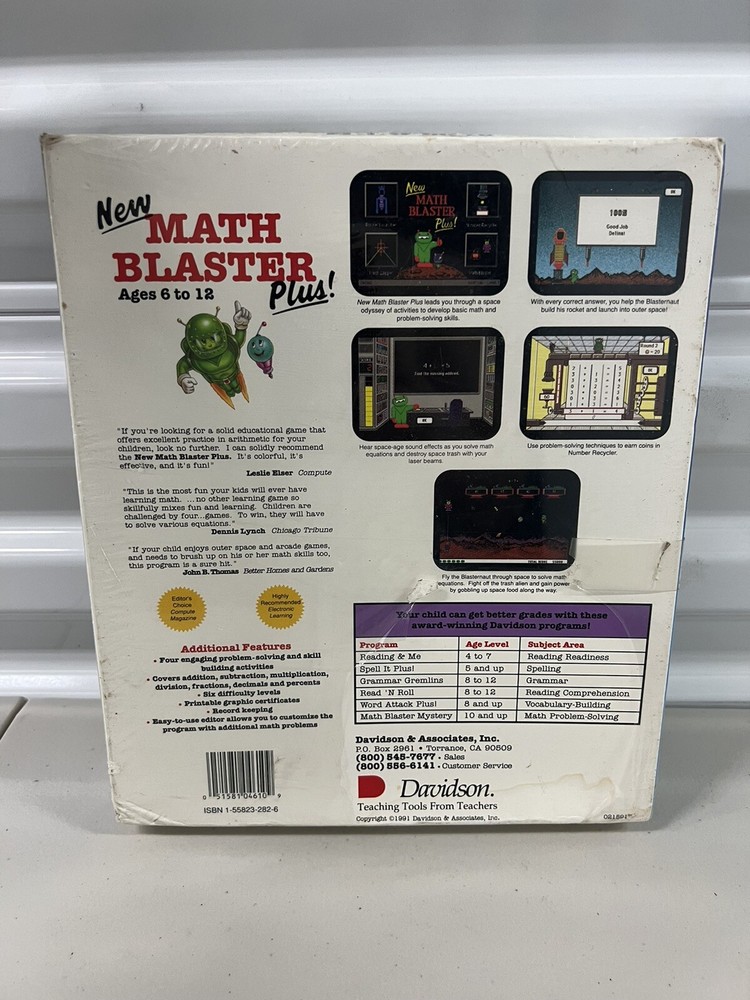 New
MATH
BLASTER
Plus!
Ages 6 to 12
"If you're looking for a solid educational game that
offers excellent practice in arithmetic for your
children, look no further. I can solidly recommend
the New Math Blaster Plus. It's colorful, it's
effective, and it's fun!"
Leslie Eiser Compute
"This is the most fun your kids will ever have
learning math. ...no other learning game so
skillfully mixes fun and learning. Children are
challenged by four...games. To win, they will have
to solve various equations."
Dennis Lynch Chicago Tribune
"If your child enjoys outer space and arcade games,
and needs to brush up on his or her math skills too,
this program is a sure hit."
John B. Thomas Better Homes and Gardens
Editor's
Choice
Compute
Magazine
Highly
Recommended
Electronic
Learning
Additional Features
• Four engaging problem-solving and skill
building activities
• Covers addition, subtraction, multiplication,
division, fractions, decimals and percents
• Six difficulty levels
• Printable graphic certificates
• Record keeping
• Easy-to-use editor allows you to customize the
program with additional math problems
0 51581 04610 9
ISBN 1-55823-282-6
New
MATH
BLASTER
Plus!
New Math Blaster Plus leads you through a space
odyssey of activities to develop basic math and
problem-solving skills.
Good Job
With every correct answer, you help the Blasternaut
build his rocket and launch into outer space!
Find the missing addend.
Hear space-age sound effects as you solve math
equations and destroy space trash with your
laser beams.
Round 2
Use problem-solving techniques to earn coins in
Number Recycler.
Fly the Blasternaut through space to solve math
equations. Fight off the trash alien and gain power
by gobbling up space food along the way.
Your child can get better grades with these
award-winning Davidson programs!
Program Age Level Subject Area
Reading & Me 4 to 7 Reading Readiness
Spell It Plus! 5 and up Spelling
Grammar Gremlins 8 to 12 Grammar
Read 'N Roll 8 to 12 Reading Comprehension
Word Attack Plus! 8 and up Vocabulary-Building
Math Blaster Mystery 10 and up Math Problem-Solving
Davidson & Associates, Inc.
P.O. Box 2961 • Torrance, CA 90509
(800) 545-7677 • Sales
(800) 556-6141 • Customer Service
Davidson.
Teaching Tools From Teachers
Copyright ©1991 Davidson & Associates, Inc.